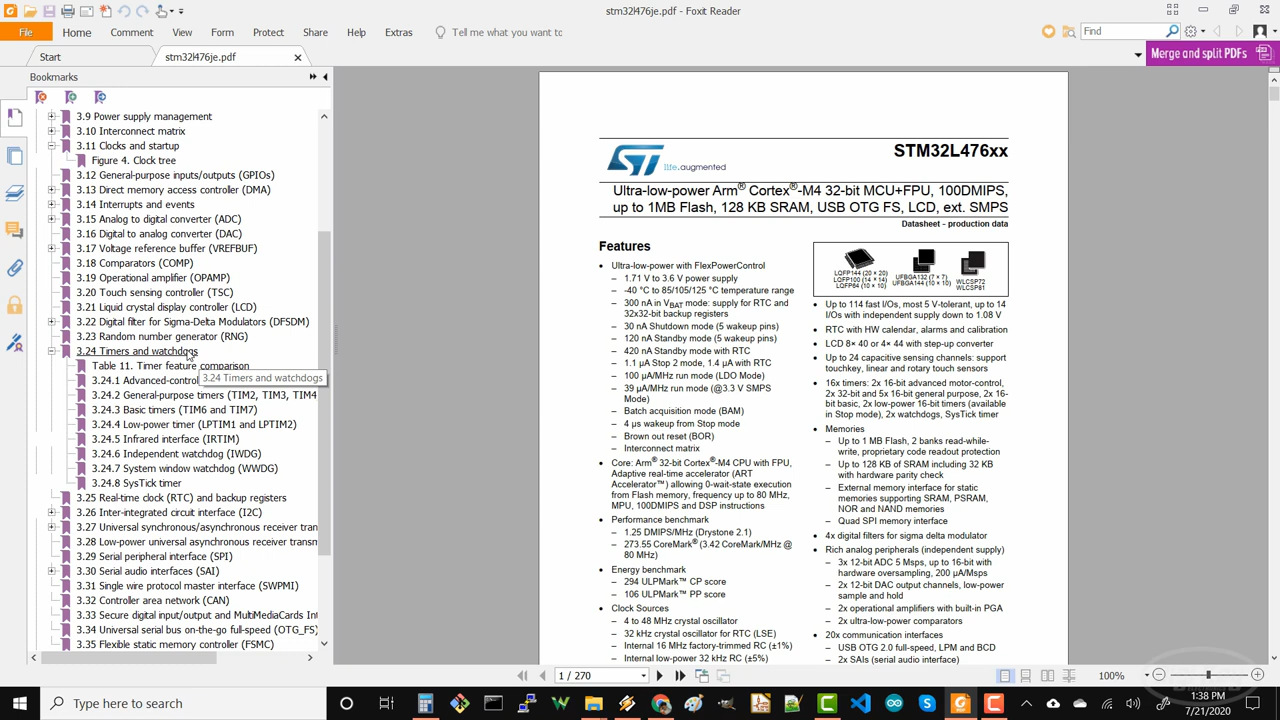 stm32l476je.pdf - Foxit Reader
File Home Comment View Form Protect Share Help Extras Tell me what you want to Find
Start stm32l476je.pdf Merge and split PDFs
Bookmarks
3.9 Power supply management
3.10 Interconnect matrix
3.11 Clocks and startup
Figure 4. Clock tree
3.12 General-purpose inputs/outputs (GPIOs)
3.13 Direct memory access controller (DMA)
3.14 Interrupts and events
3.15 Analog to digital converter (ADC)
3.16 Digital to analog converter (DAC)
3.17 Voltage reference buffer (VREFBUF)
3.18 Comparators (COMP)
3.19 Operational amplifier (OPAMP)
3.20 Touch sensing controller (TSC)
3.21 Liquid crystal display controller (LCD)
3.22 Digital filter for Sigma-Delta Modulators (DFSDM)
3.23 Random number generator (RNG)
3.24 Timers and watchdogs
Table 11. Timer feature comparison
3.24 Timers and watchdogs
3.24.1 Advanced-control
3.24.2 General-purpose timers (TIM2, TIM3, TIM4
3.24.3 Basic timers (TIM6 and TIM7)
3.24.4 Low-power timer (LPTIM1 and LPTIM2)
3.24.5 Infrared interface (IRTIM)
3.24.6 Independent watchdog (IWDG)
3.24.7 System window watchdog (WWDG)
3.24.8 SysTick timer
3.25 Real-time clock (RTC) and backup registers
3.26 Inter-integrated circuit interface (I2C)
3.27 Universal synchronous/asynchronous receiver tran
3.28 Low-power universal asynchronous receiver transn
3.29 Serial peripheral interface (SPI)
3.30 Serial audio interfaces (SAI)
3.31 Single wire protocol master interface (SWPMI)
3.32 Controller area network (CAN)
3.33 Secure digital input/output and MultiMediaCards Int
3.34 Universal serial bus on-the-go full-speed (OTG_FS)
3.35 Flexible static memory controller (FSMC)
ST life.augmented
STM32L476xx
Ultra-low-power Arm® Cortex®-M4 32-bit MCU+FPU, 100DMIPS,
up to 1MB Flash, 128 KB SRAM, USB OTG FS, LCD, ext. SMPS
Datasheet - production data
Features
• Ultra-low-power with FlexPowerControl
– 1.71 V to 3.6 V power supply
– -40 °C to 85/105/125 °C temperature range
– 300 nA in VBAT mode: supply for RTC and
32x32-bit backup registers
– 30 nA Shutdown mode (5 wakeup pins)
– 120 nA Standby mode (5 wakeup pins)
– 420 nA Standby mode with RTC
– 1.1 µA Stop 2 mode, 1.4 µA with RTC
– 100 µA/MHz run mode (LDO Mode)
– 39 µA/MHz run mode (@3.3 V SMPS
Mode)
– Batch acquisition mode (BAM)
– 4 µs wakeup from Stop mode
– Brown out reset (BOR)
– Interconnect matrix
• Core: Arm® 32-bit Cortex®-M4 CPU with FPU,
Adaptive real-time accelerator (ART
Accelerator™) allowing 0-wait-state execution
from Flash memory, frequency up to 80 MHz,
MPU, 100DMIPS and DSP instructions
• Performance benchmark
– 1.25 DMIPS/MHz (Drystone 2.1)
– 273.55 CoreMark® (3.42 CoreMark/MHz @
80 MHz)
• Energy benchmark
– 294 ULPMark™ CP score
– 106 ULPMark™ PP score
• Clock Sources
– 4 to 48 MHz crystal oscillator
– 32 kHz crystal oscillator for RTC (LSE)
– Internal 16 MHz factory-trimmed RC (±1%)
– Internal low-power 32 kHz RC (±5%)
LQFP144 (20 × 20)
LQFP100 (14 × 14)
LQFP64 (10 × 10)
UFBGA132 (7 × 7)
UFBGA144 (10 × 10)
WLCSP72
WLCSP81
• Up to 114 fast I/Os, most 5 V-tolerant, up to 14
I/Os with independent supply down to 1.08 V
• RTC with HW calendar, alarms and calibration
• LCD 8× 40 or 4× 44 with step-up converter
• Up to 24 capacitive sensing channels: support
touchkey, linear and rotary touch sensors
• 16x timers: 2x 16-bit advanced motor-control,
2x 32-bit and 5x 16-bit general purpose, 2x 16-
bit basic, 2x low-power 16-bit timers (available
in Stop mode), 2x watchdogs, SysTick timer
• Memories
– Up to 1 MB Flash, 2 banks read-while-
write, proprietary code readout protection
– Up to 128 KB of SRAM including 32 KB
with hardware parity check
– External memory interface for static
memories supporting SRAM, PSRAM,
NOR and NAND memories
– Quad SPI memory interface
• 4x digital filters for sigma delta modulator
• Rich analog peripherals (independent supply)
– 3x 12-bit ADC 5 Msps, up to 16-bit with
hardware oversampling, 200 µA/Msps
– 2x 12-bit DAC output channels, low-power
sample and hold
– 2x operational amplifiers with built-in PGA
– 2x ultra-low-power comparators
• 20x communication interfaces
– USB OTG 2.0 full-speed, LPM and BCD
– 2x SAIs (serial audio interface)
1 / 270 100%
Type here to search
1:38 PM
7/21/2020